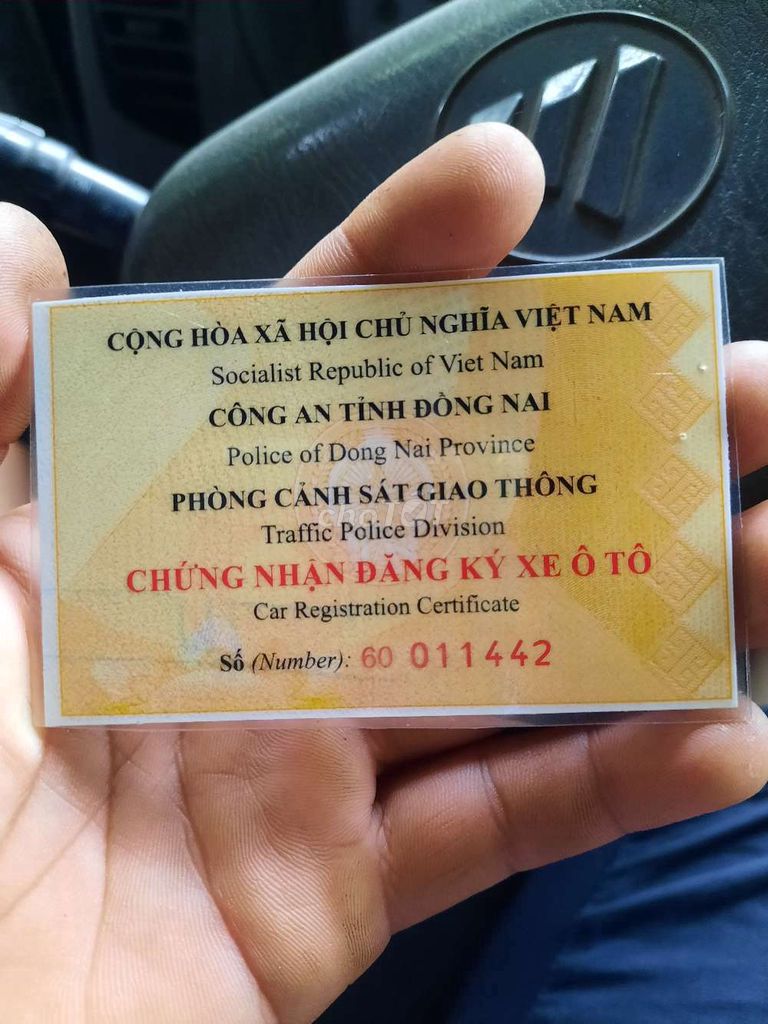 CỘNG HÒA XÃ HỘI CHỦ NGHĨA VIỆT NAM
Socialist Republic of Viet Nam
CÔNG AN TỈNH ĐỒNG NAI
Police of Dong Nai Province
PHÒNG CẢNH SÁT GIAO THÔNG
choTỐT
Traffic Police Division
CHỨNG NHẬN ĐĂNG KÝ XE Ô TÔ
Car Registration Certificate
Số (Number): 60 011442